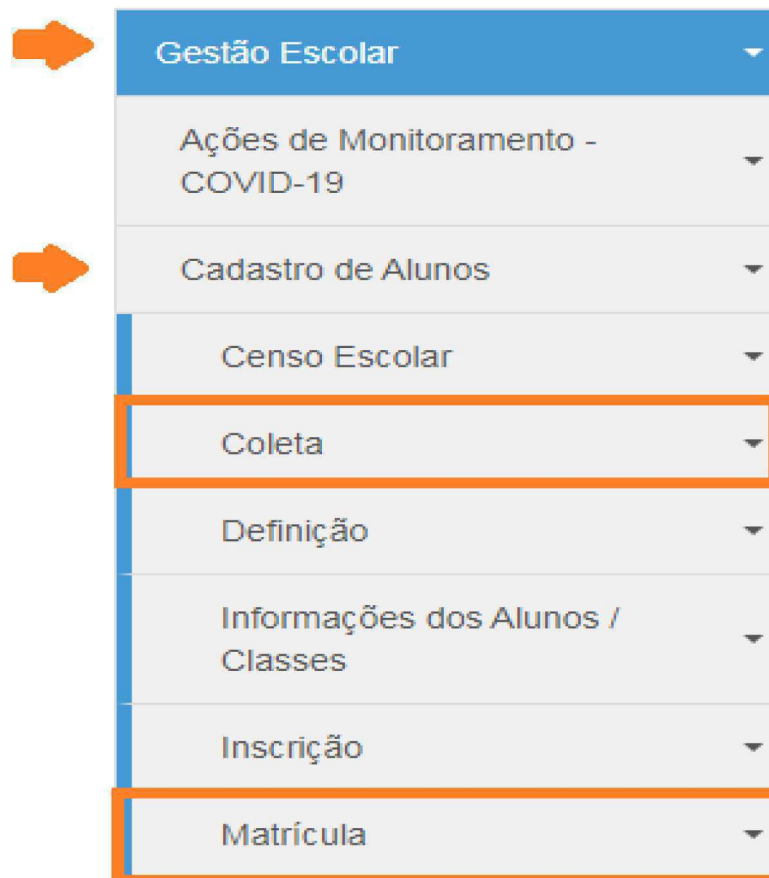 Gestão Escolar
Ações de Monitoramento -
COVID-19
Cadastro de Alunos
Censo Escolar
Coleta
Definição
Informações dos Alunos /
Classes
Inscrição
Matrícula